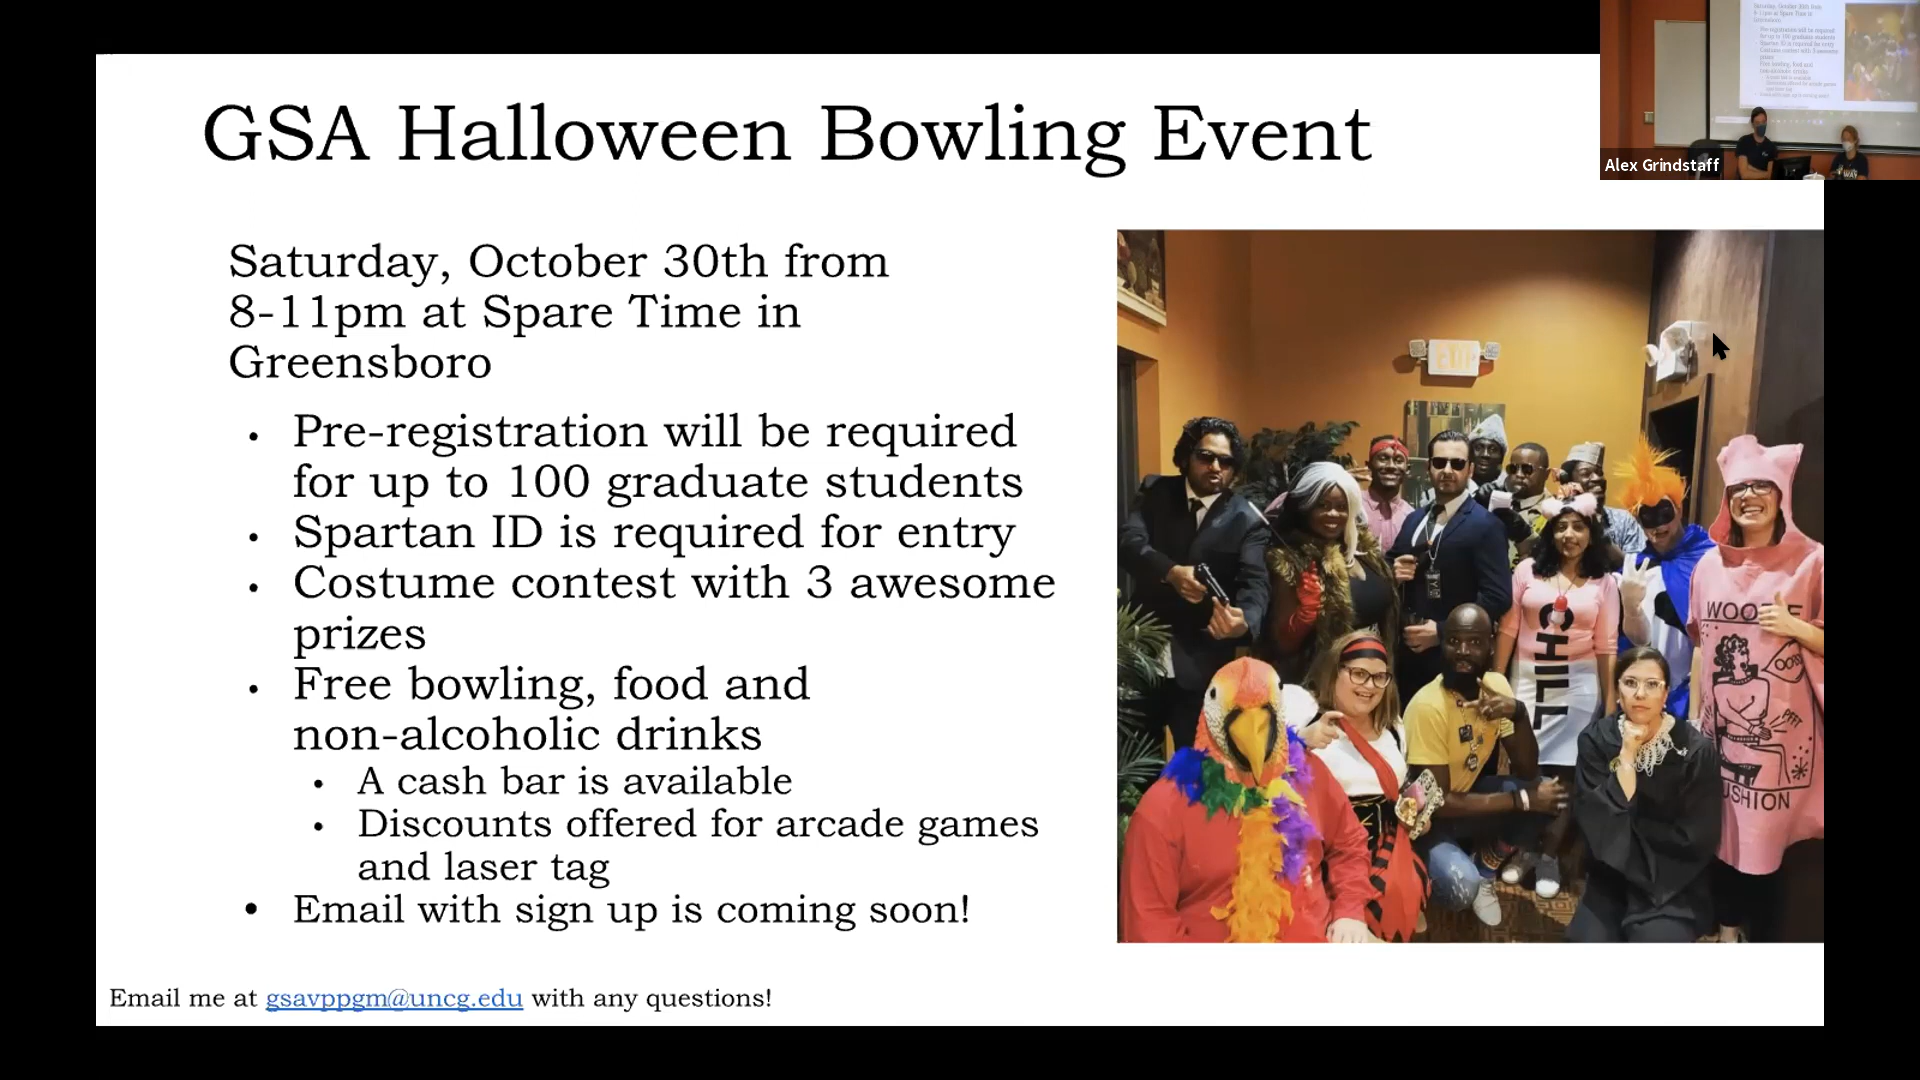 GSA Halloween Bowling Event
Saturday, October 30th from
8-11pm at Spare Time in
Greensboro
• Pre-registration will be required
for up to 100 graduate students
• Spartan ID is required for entry
• Costume contest with 3 awesome
prizes
• Free bowling, food and
non-alcoholic drinks
• A cash bar is available
• Discounts offered for arcade games
and laser tag
• Email with sign up is coming soon!
Email me at gsavppgm@uncg.edu with any questions!
Alex Grindstaff
EXIT
CHILL
PFFT